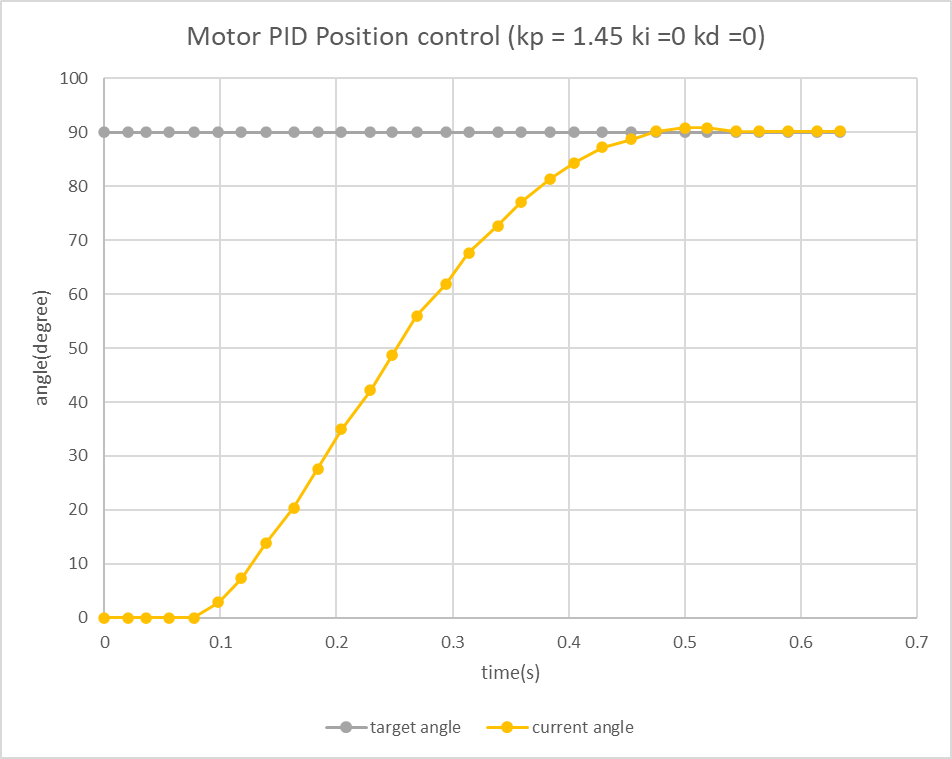 Motor PID Position control (kp = 1.45 ki =0 kd =0)
100
90
80
70
60
50
40
30
20
10
0
angle(degree)
0 0.1 0.2 0.3 0.4 0.5 0.6 0.7
time(s)
target angle current angle